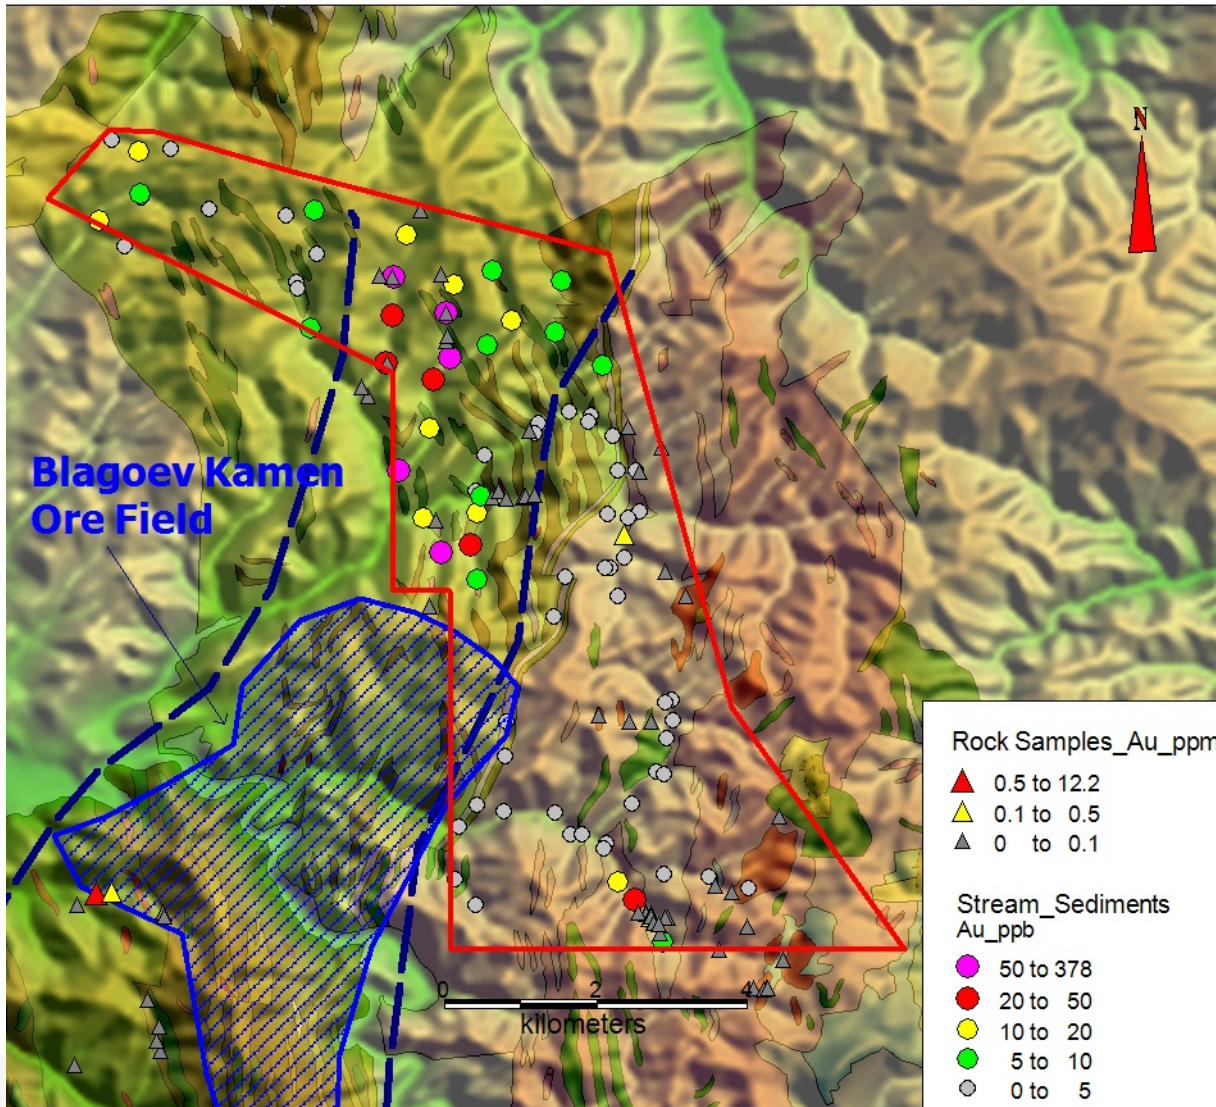 N
Blagoev Kamen
Ore Field
Rock Samples_Au_ppm
0.5 to 12.2
0.1 to 0.5
0 to 0.1
Stream_Sediments
Au_ppb
50 to 378
20 to 50
10 to 20
5 to 10
0 to 5
0 2 4
kilometers